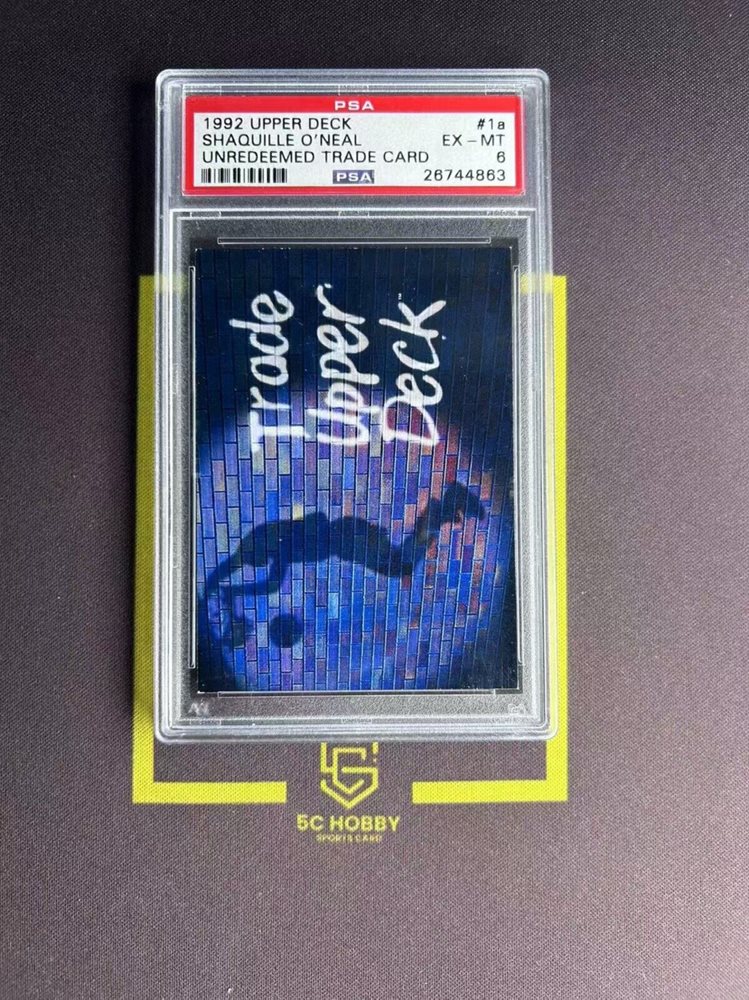 PSA
1992 UPPER DECK #1a
SHAQUILLE O'NEAL EX-MT
UNREDEEMED TRADE CARD 6
PSA 26744863
Trade
Upper
Deck™
5C HOBBY
SPORTS CARD